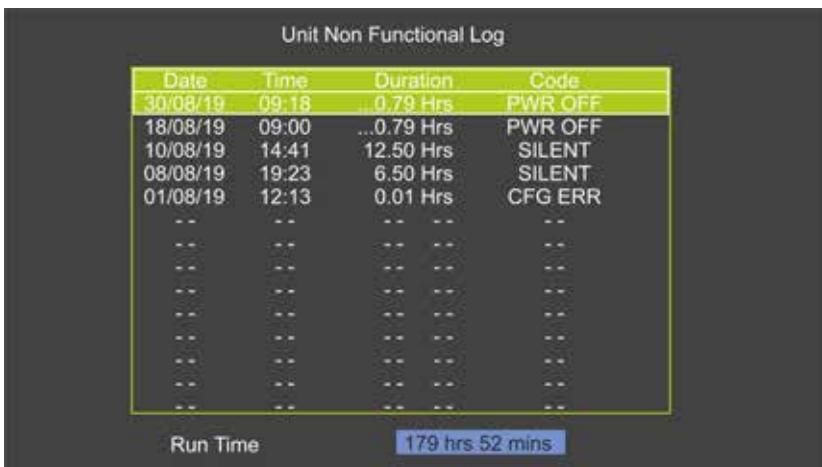 Unit Non Functional Log
Date Time Duration Code
30/08/19 09:18 ...0.79 Hrs PWR OFF
18/08/19 09:00 ...0.79 Hrs PWR OFF
10/08/19 14:41 12.50 Hrs SILENT
08/08/19 19:23 6.50 Hrs SILENT
01/08/19 12:13 0.01 Hrs CFG ERR
-- -- -- -- --
-- -- -- -- --
-- -- -- -- --
-- -- -- -- --
-- -- -- -- --
-- -- -- -- --
-- -- -- -- --
-- -- -- -- --
-- -- -- -- --
Run Time 179 hrs 52 mins